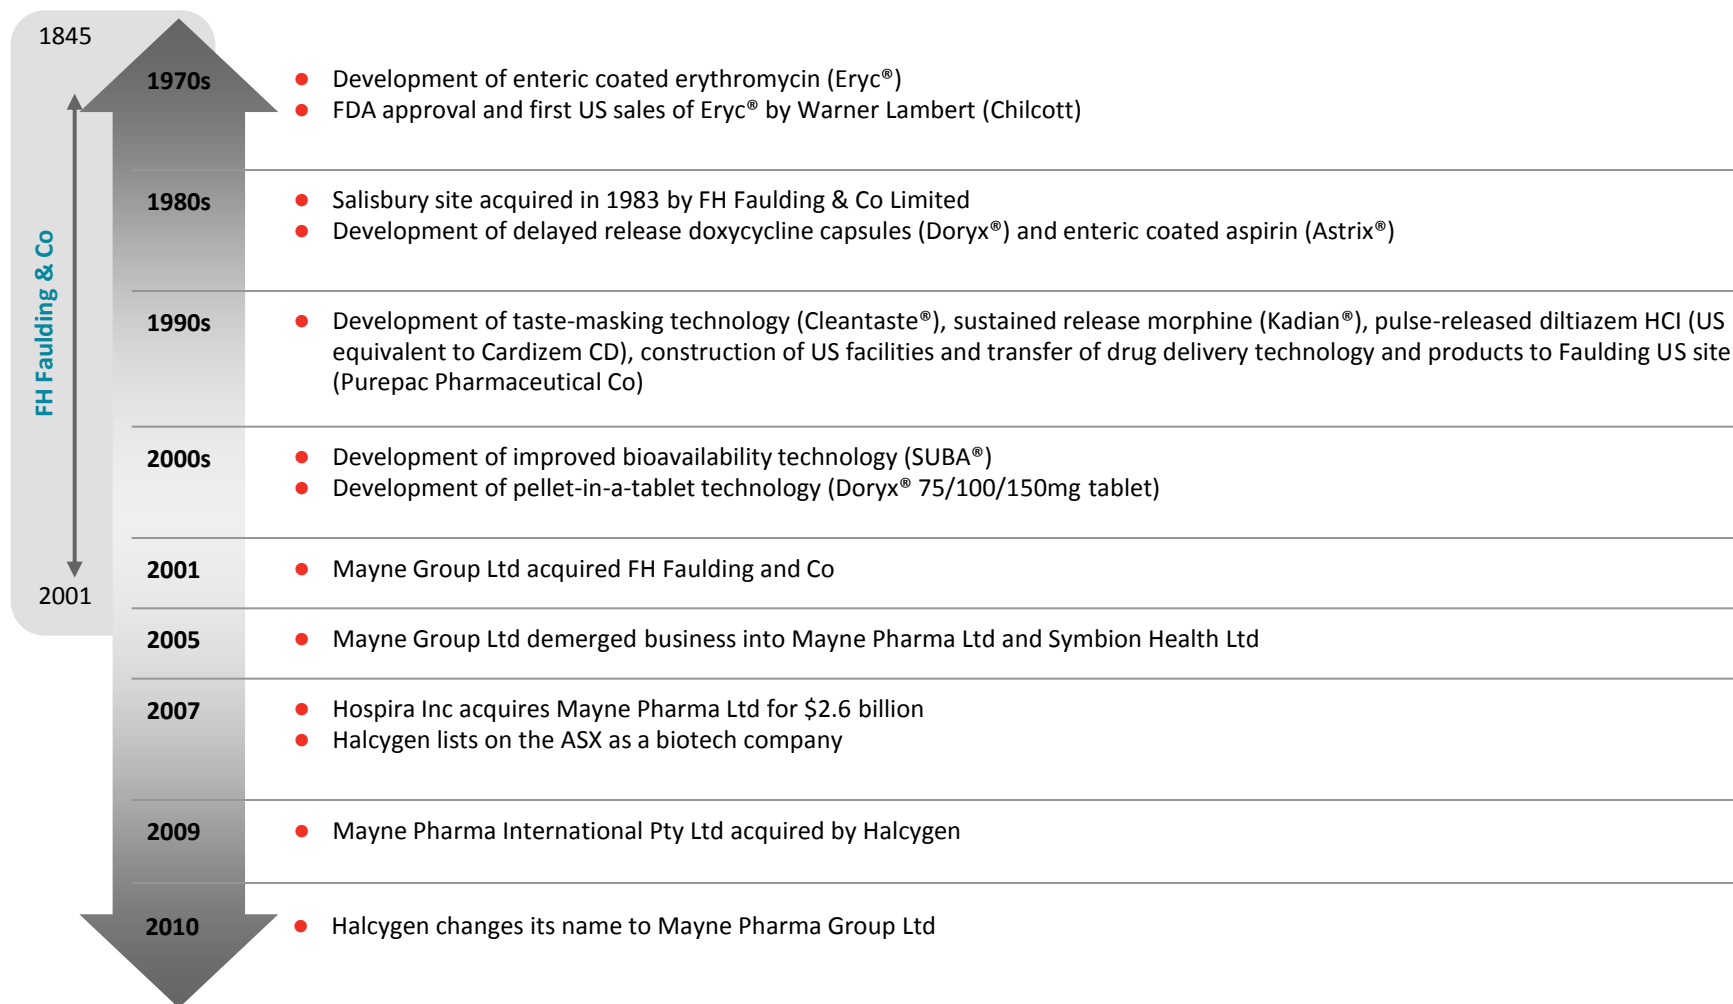 1845
FH Faulding & Co
2001
1970s
Development of enteric coated erythromycin (Eryc®)
FDA approval and first US sales of Eryc® by Warner Lambert (Chilcott)
1980s
Salisbury site acquired in 1983 by FH Faulding & Co Limited
Development of delayed release doxycycline capsules (Doryx®) and enteric coated aspirin (Astrix®)
1990s
Development of taste-masking technology (Cleantaste®), sustained release morphine (Kadian®), pulse-released diltiazem HCI (US
equivalent to Cardizem CD), construction of US facilities and transfer of drug delivery technology and products to Faulding US site
(Purepac Pharmaceutical Co)
2000s
Development of improved bioavailability technology (SUBA®)
Development of pellet-in-a-tablet technology (Doryx® 75/100/150mg tablet)
2001
Mayne Group Ltd acquired FH Faulding and Co
2005
Mayne Group Ltd demerged business into Mayne Pharma Ltd and Symbion Health Ltd
2007
Hospira Inc acquires Mayne Pharma Ltd for $2.6 billion
Halcygen lists on the ASX as a biotech company
2009
Mayne Pharma International Pty Ltd acquired by Halcygen
2010
Halcygen changes its name to Mayne Pharma Group Ltd